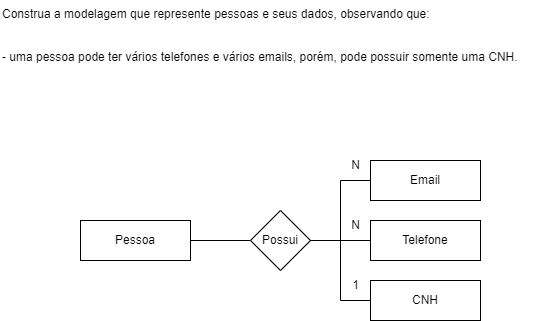 Construa a modelagem que represente pessoas e seus dados, observando que:
- uma pessoa pode ter vários telefones e vários emails, porém, pode possuir somente uma CNH.
N
Email
N
Pessoa
Possui
Telefone
1
CNH